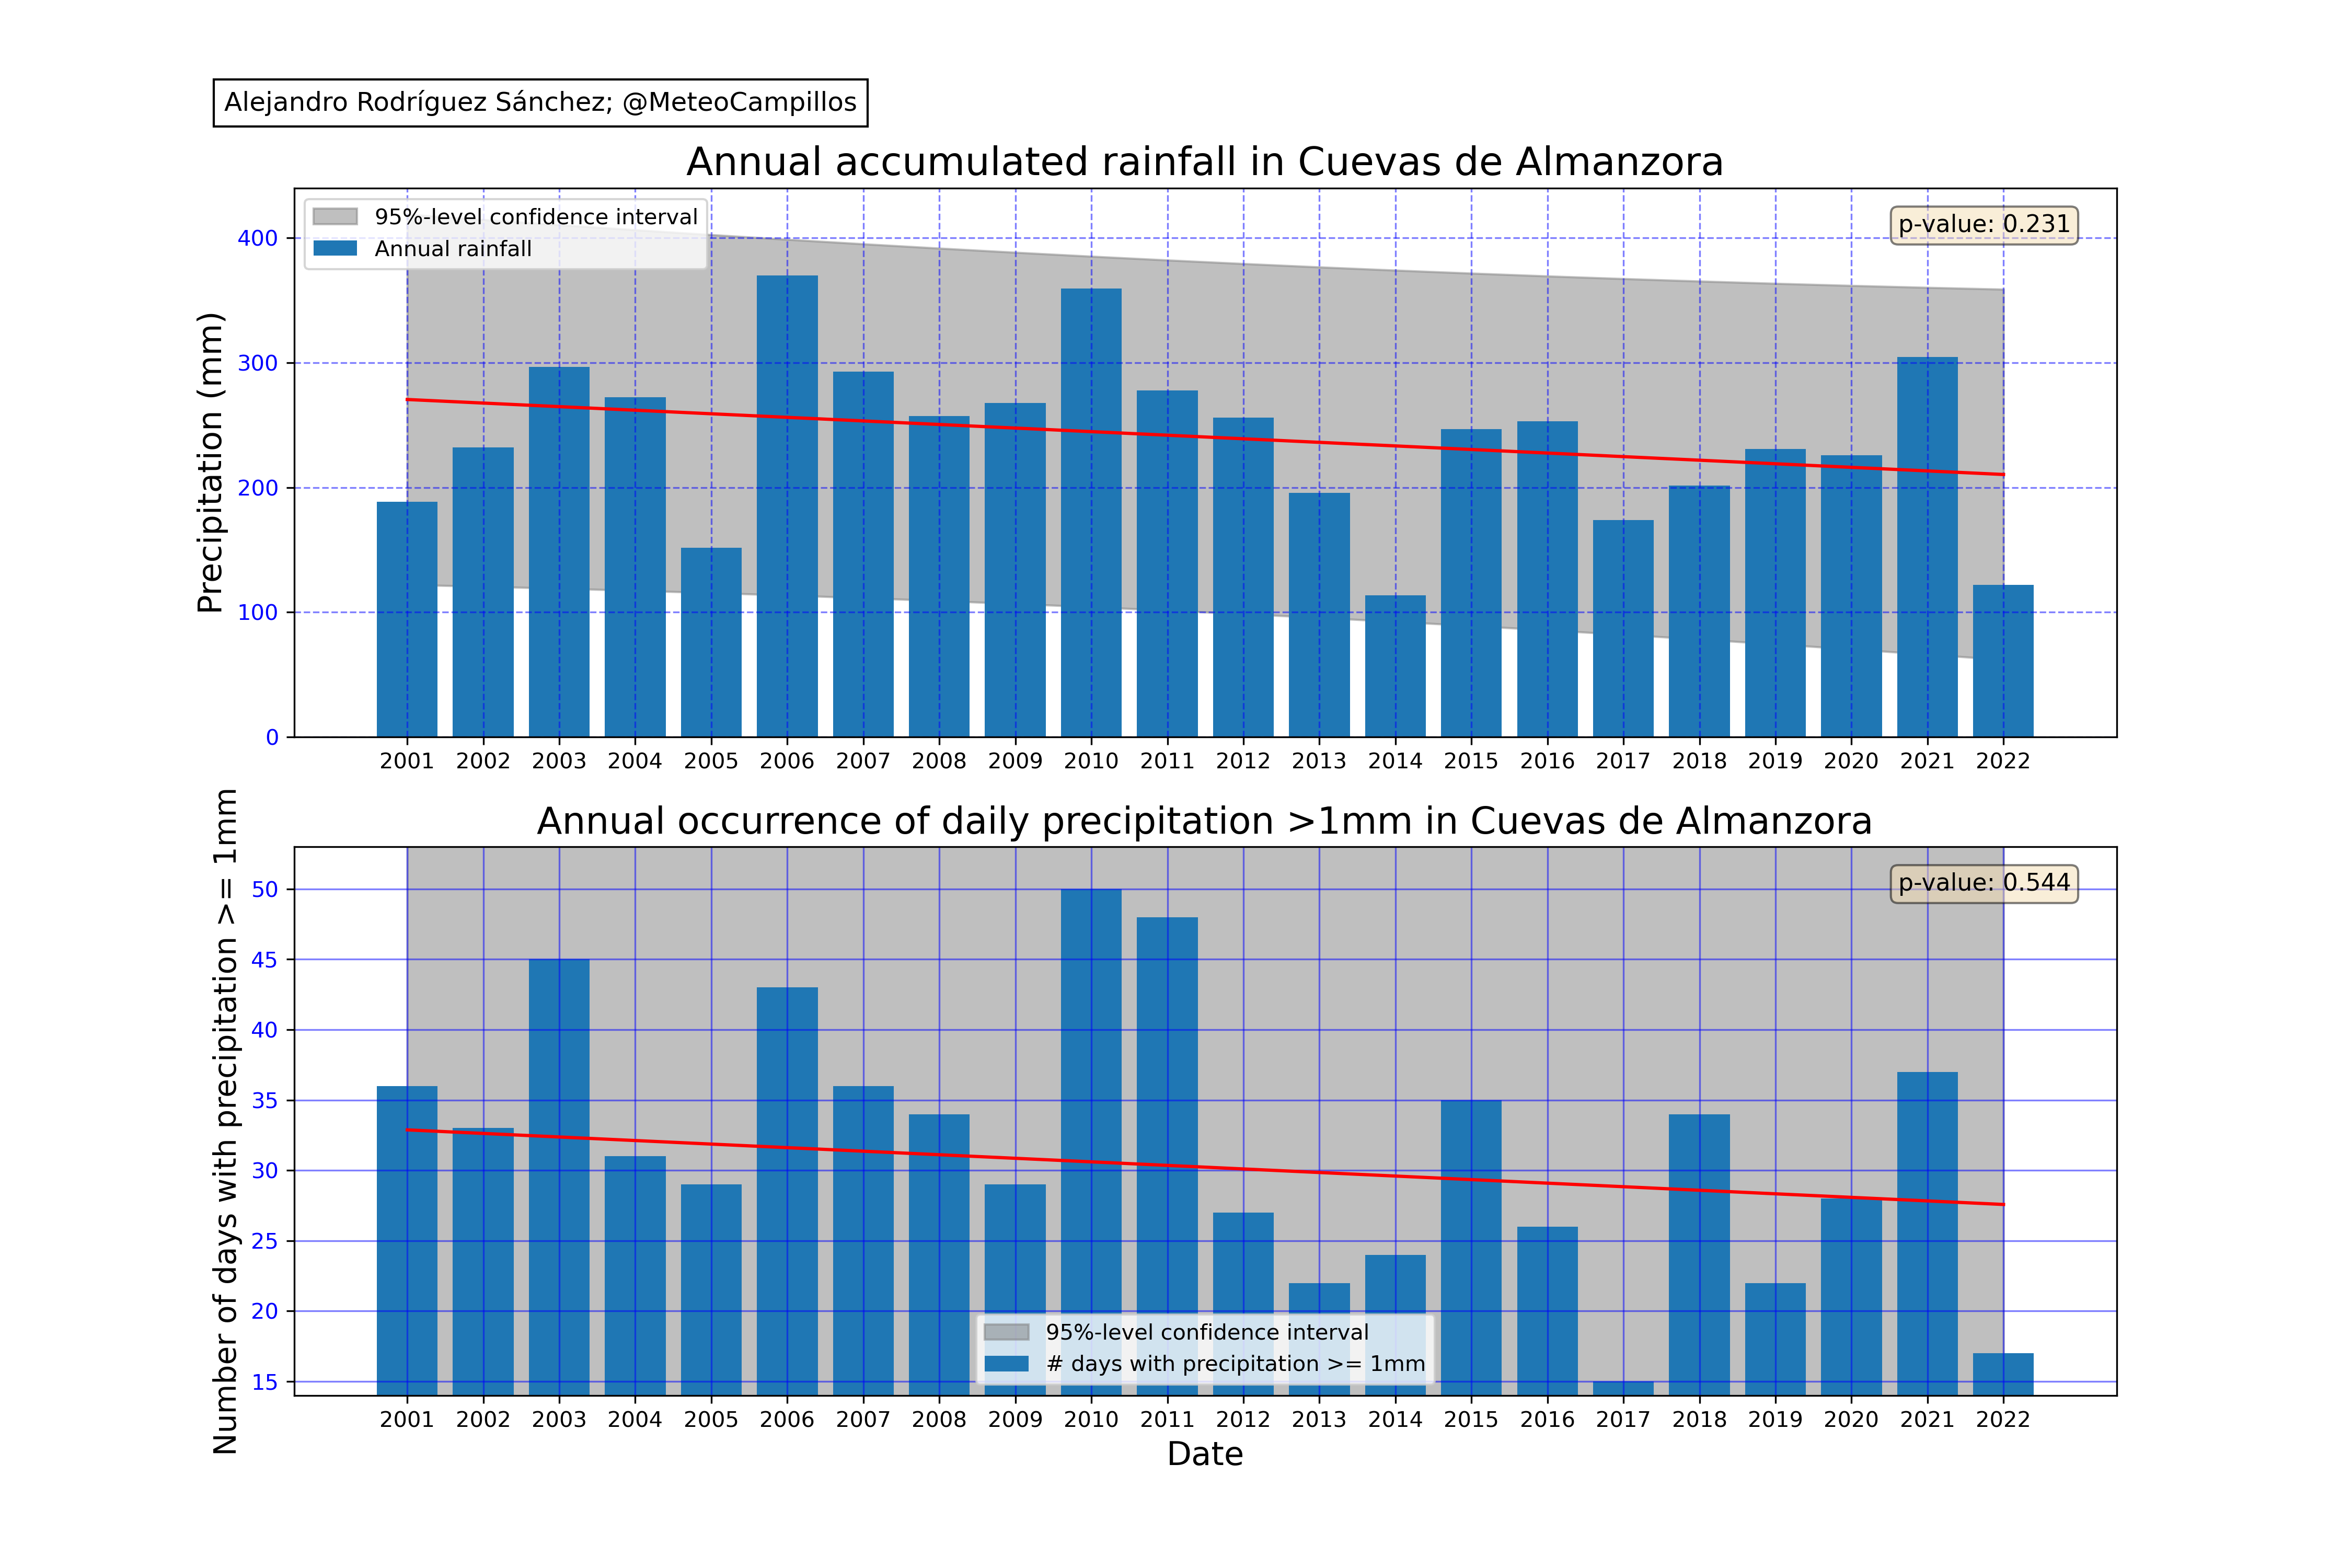 Alejandro Rodríguez Sánchez; @MeteoCampillos
Annual accumulated rainfall in Cuevas de Almanzora
95%-level confidence interval
Annual rainfall
p-value: 0.231
Precipitation (mm)
400
300
200
100
0
2001 2002 2003 2004 2005 2006 2007 2008 2009 2010 2011 2012 2013 2014 2015 2016 2017 2018 2019 2020 2021 2022
Annual occurrence of daily precipitation >1mm in Cuevas de Almanzora
p-value: 0.544
Number of days with precipitation >= 1mm
50
45
40
35
30
25
20
15
95%-level confidence interval
# days with precipitation >= 1mm
2001 2002 2003 2004 2005 2006 2007 2008 2009 2010 2011 2012 2013 2014 2015 2016 2017 2018 2019 2020 2021 2022
Date